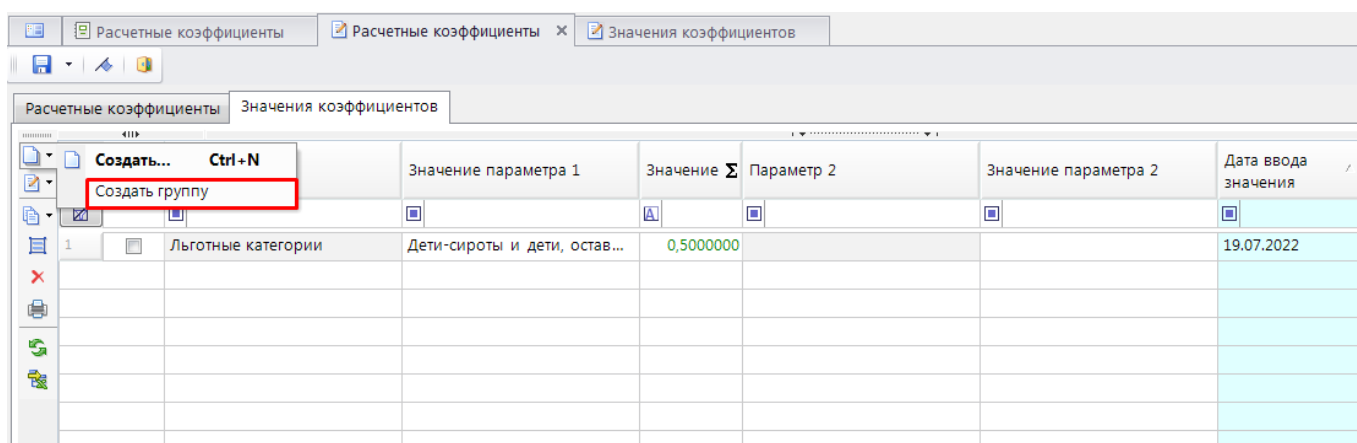 Расчетные коэффициенты Расчетные коэффициенты Значения коэффициентов
Расчетные коэффициенты Значения коэффициентов
Создать... Ctrl+N
Создать группу
Значение параметра 1 Значение Σ Параметр 2 Значение параметра 2 Дата ввода значения
A
1 Льготные категории Дети-сироты и дети, остав... 0,5000000 19.07.2022